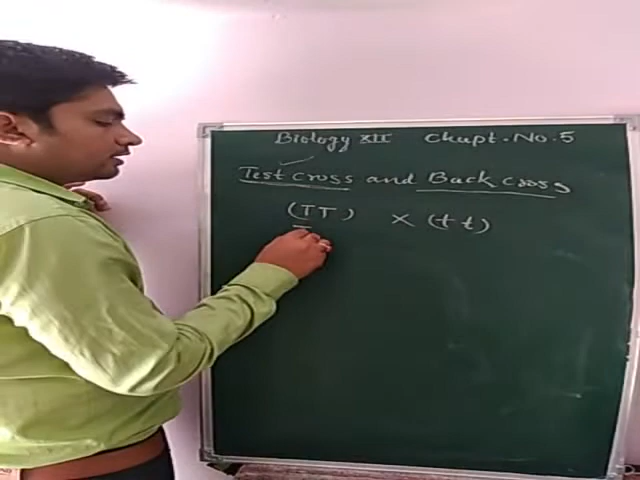 Biology XII Chapt. No. 5
Test cross and Back cross
(TT) × (tt)